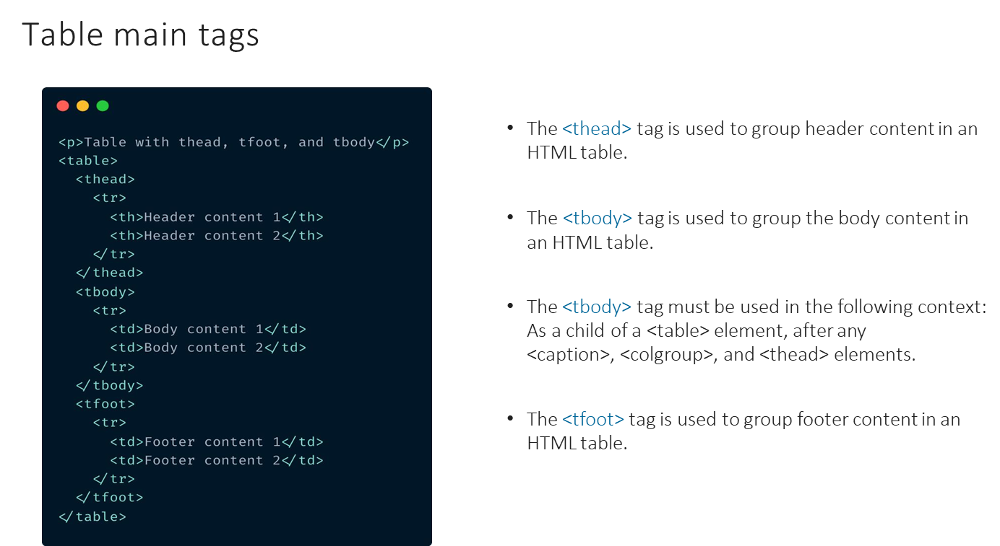 Table main tags
<p>Table with thead, tfoot, and tbody</p>
<table>
<thead>
<tr>
<th>Header content 1</th>
<th>Header content 2</th>
</tr>
</thead>
<tbody>
<tr>
<td>Body content 1</td>
<td>Body content 2</td>
</tr>
</tbody>
<tfoot>
<tr>
<td>Footer content 1</td>
<td>Footer content 2</td>
</tr>
</tfoot>
</table>
• The <thead> tag is used to group header content in an
HTML table.
• The <tbody> tag is used to group the body content in
an HTML table.
• The <tbody> tag must be used in the following context:
As a child of a <table> element, after any
<caption>, <colgroup>, and <thead> elements.
• The <tfoot> tag is used to group footer content in an
HTML table.